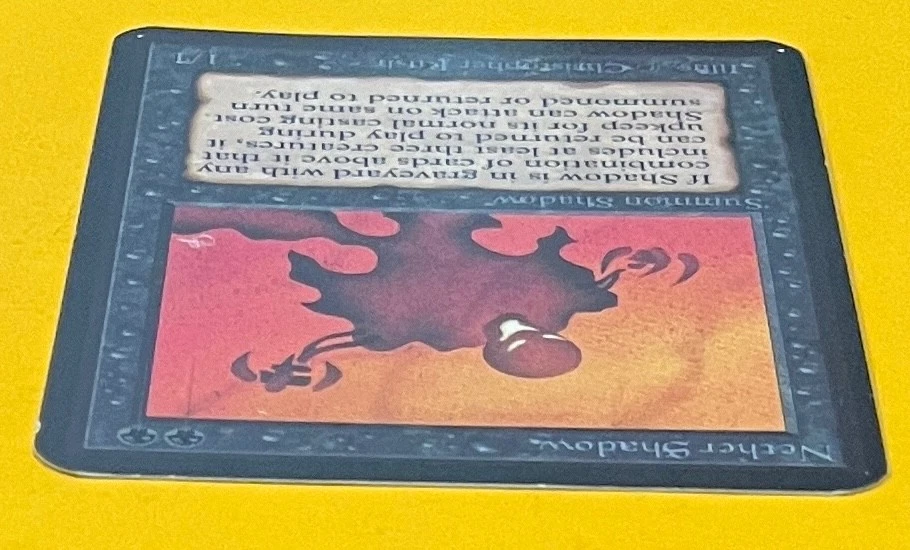 Nether Shadow
Summon Shadow
If Shadow is in graveyard with any
combination of cards above it that
includes at least three creatures, it
can be returned to play during
upkeep for its normal casting cost.
Shadow can attack on same turn
summoned or returned to play.
Illus. Christopher Rush
1/1